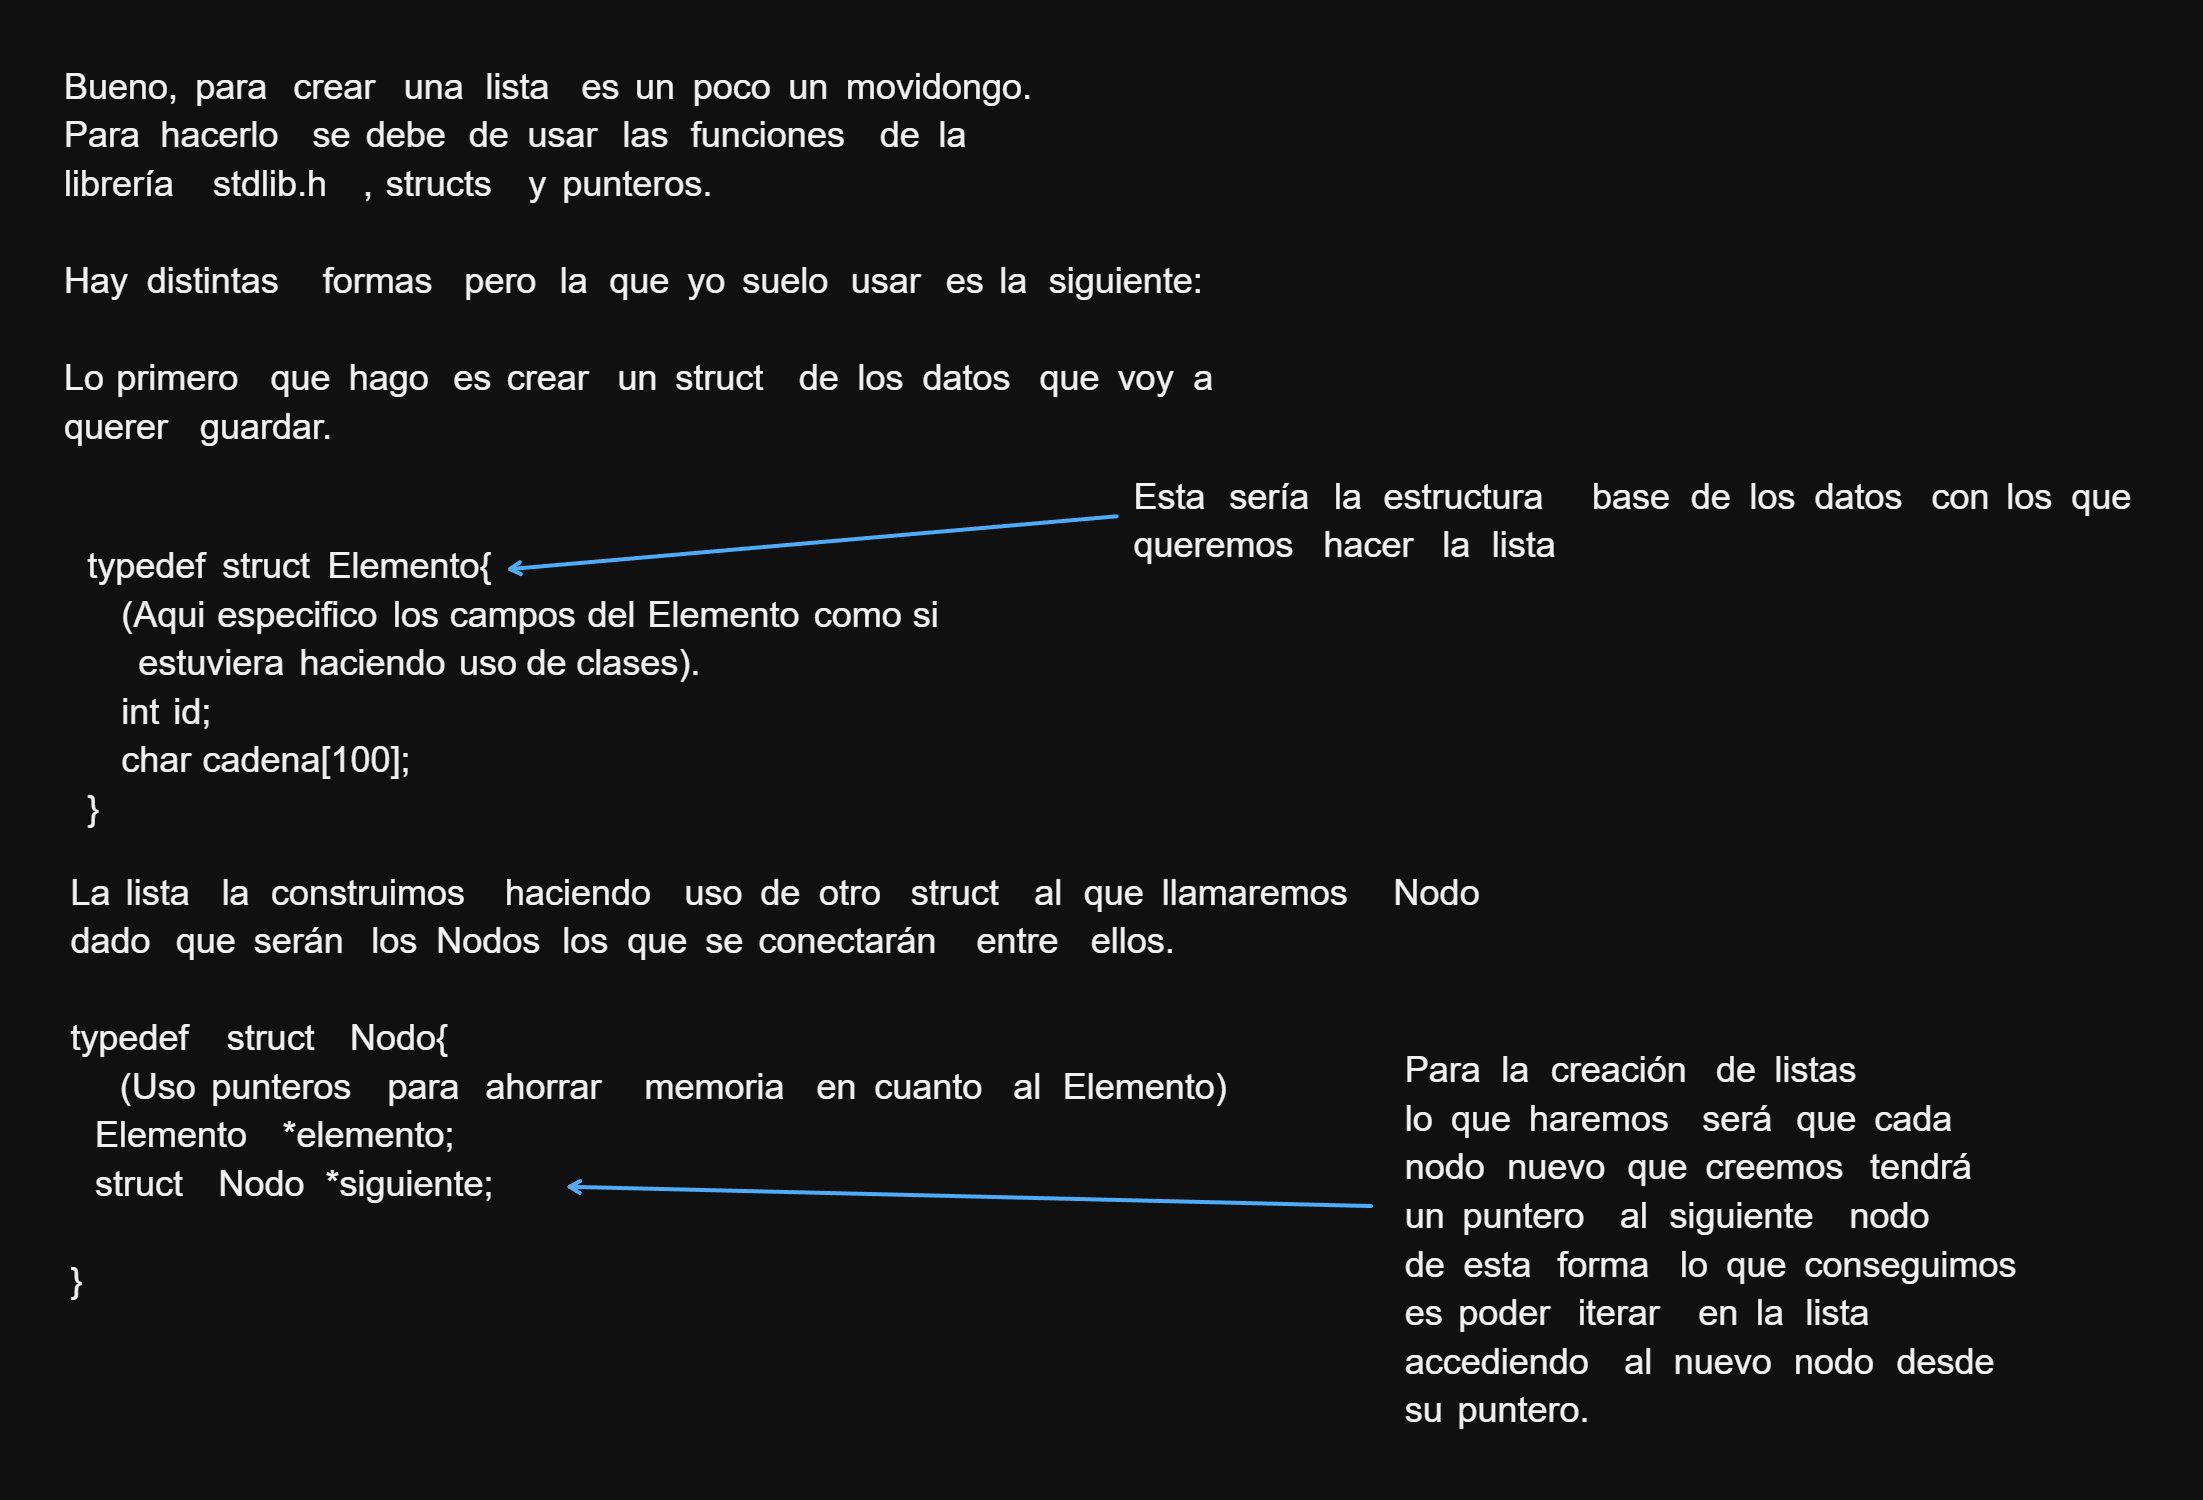 Bueno, para crear una lista es un poco un movidongo.
Para hacerlo se debe de usar las funciones de la
librería stdlib.h , structs y punteros.
Hay distintas formas pero la que yo suelo usar es la siguiente:
Lo primero que hago es crear un struct de los datos que voy a
querer guardar.
Esta sería la estructura base de los datos con los que
queremos hacer la lista
typedef struct Elemento{
(Aqui especifico los campos del Elemento como si
estuviera haciendo uso de clases).
int id;
char cadena[100];
}
La lista la construimos haciendo uso de otro struct al que llamaremos Nodo
dado que serán los Nodos los que se conectarán entre ellos.
typedef struct Nodo{
(Uso punteros para ahorrar memoria en cuanto al Elemento)
Elemento *elemento;
struct Nodo *siguiente;
}
Para la creación de listas
lo que haremos será que cada
nodo nuevo que creemos tendrá
un puntero al siguiente nodo
de esta forma lo que conseguimos
es poder iterar en la lista
accediendo al nuevo nodo desde
su puntero.